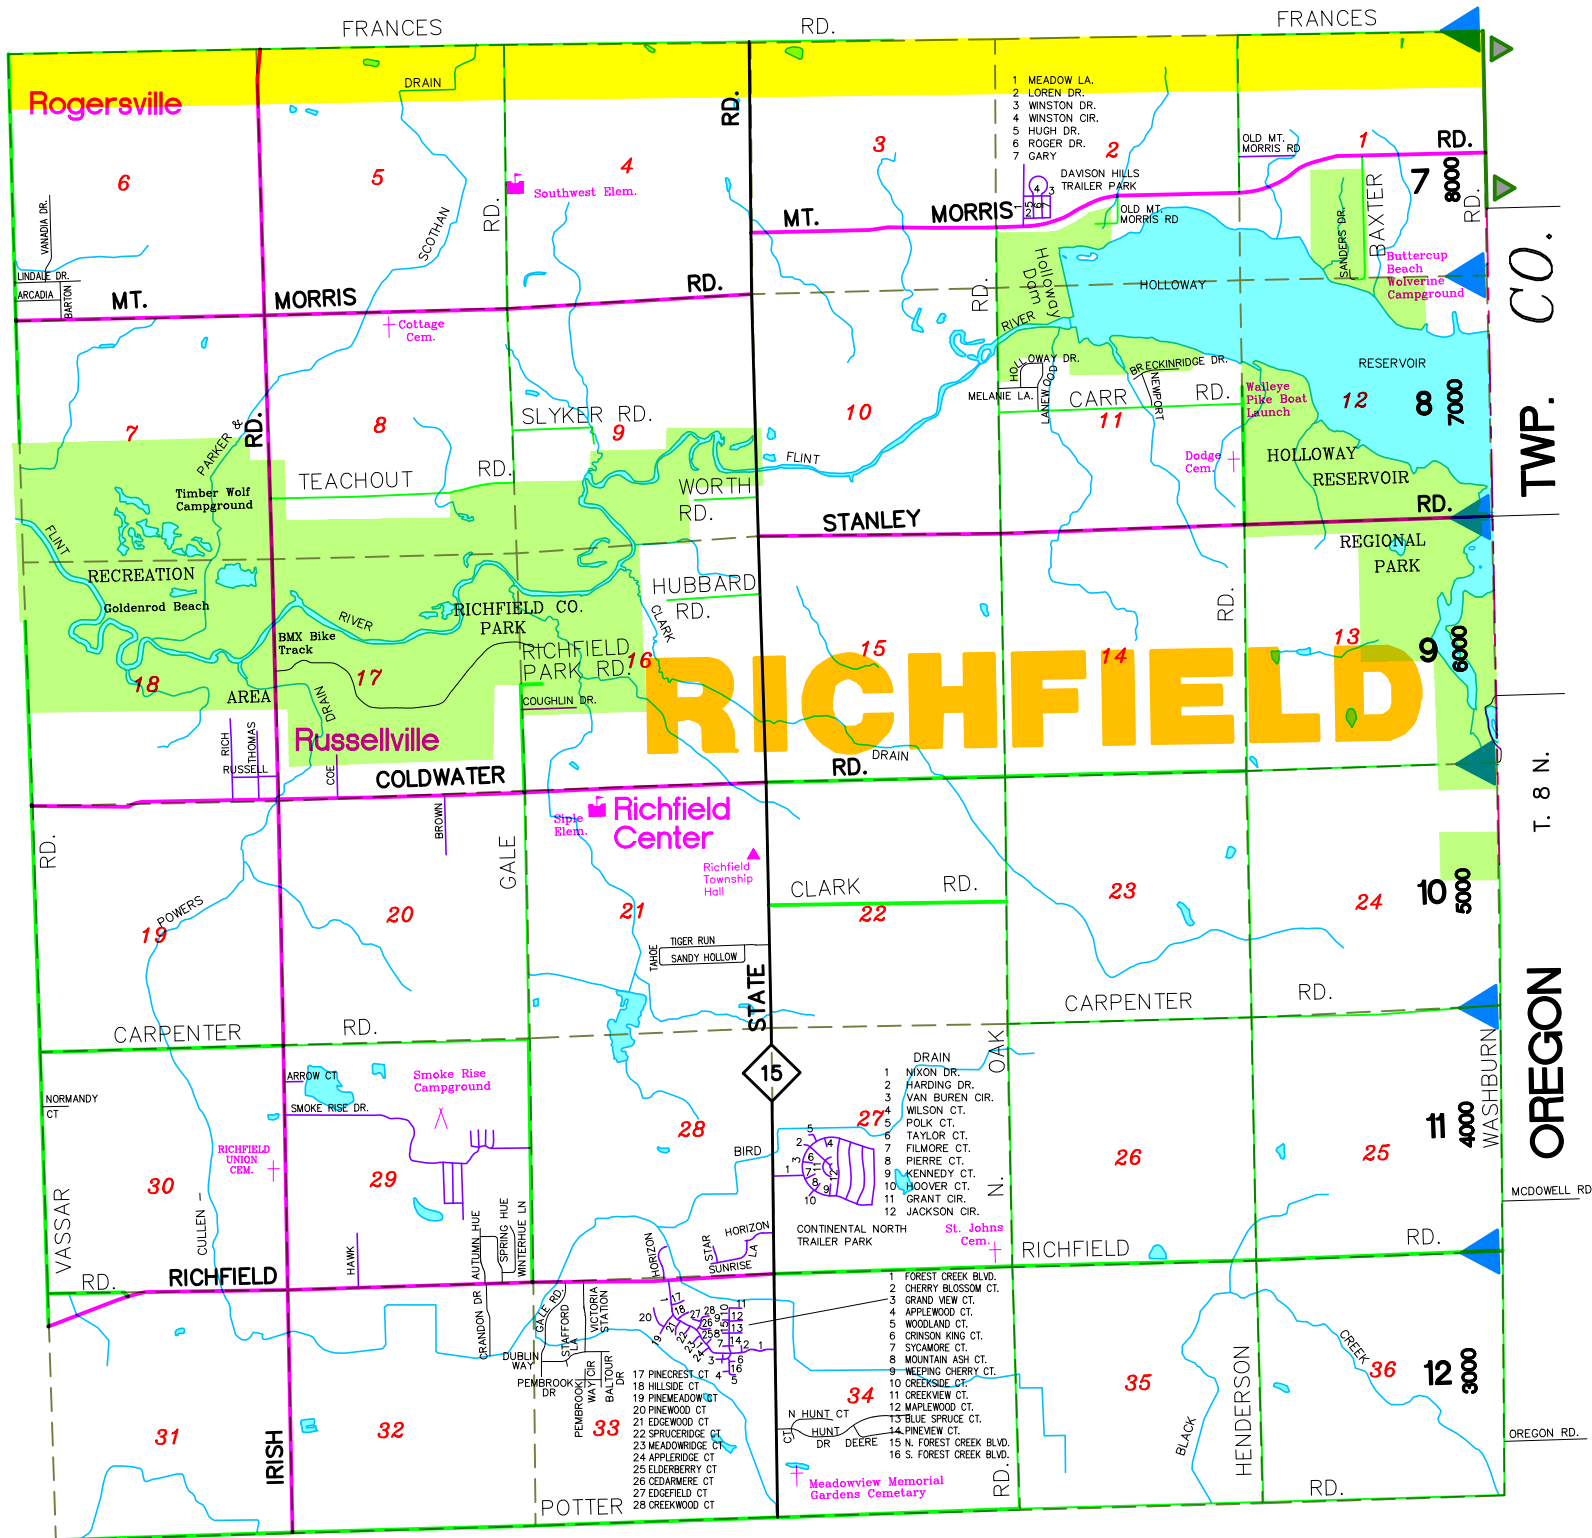 FRANCES
RD.
FRANCES
Rogersville
DRAIN
RD.
1 MEADOW LA.
2 LOREN DR.
3 WINSTON DR.
4 WINSTON CIR.
5 HUGH DR.
6 ROGER DR.
7 GARY
6
5
4
3
2
1
OLD MT.
MORRIS RD
RD.
7
8000
DAVISON HILLS
TRAILER PARK
Southwest Elem.
RD.
VANADIA DR.
SCOTHAN
MT.
MORRIS
OLD MT.
MORRIS RD
SANDERS DR.
BAXTER
RD.
TWP.
CO.
LINDALE DR.
ARCADIA
BARTON
MT.
MORRIS
RD.
RD.
Holloway
Dam
HOLLOWAY
Buttercup
Beach
Wolverine
Campground
Cottage
Cem.
RIVER
RESERVOIR
HOLLOWAY DR.
MELANIE LA.
LANEWOOD
BRECKINRIDGE DR.
NEWPORT
CARR
RD.
Walleye
Pike Boat
Launch
12
8
7000
7
PARKER &
RD.
8
SLYKER RD.
9
10
11
FLINT
Dodge
Cem.
HOLLOWAY
RESERVOIR
TEACHOUT
RD.
WORTH
RD.
Timber Wolf
Campground
STANLEY
RD.
FLINT
REGIONAL
PARK
RECREATION
Goldenrod Beach
HUBBARD
RD.
RICHFIELD CO.
PARK
RIVER
CLARK
RD.
BMX Bike
Track
RICHFIELD
PARK RD.
16
15
14
13
9
6000
18
17
AREA
DRAIN
COUGHLIN DR.
RICHFIELD
RICH
THOMAS
RUSSELL
COE
Russellville
COLDWATER
RD.
DRAIN
T. 8 N.
BROWN
Siple
Elem.
Richfield
Center
RD.
GALE
Richfield
Township
Hall
CLARK
RD.
23
24
10
5000
POWERS
19
20
21
22
TAHOE
TIGER RUN
SANDY HOLLOW
STATE
CARPENTER
RD.
CARPENTER
RD.
OREGON
15
OAK
DRAIN
WASHBURN
ARROW CT
SMOKE RISE DR.
Smoke Rise
Campground
NORMANDY
CT
1 NIXON DR.
2 HARDING DR.
3 VAN BUREN CIR.
4 WILSON CT.
5 POLK CT.
6 TAYLOR CT.
7 FILMORE CT.
8 PIERRE CT.
9 KENNEDY CT.
10 HOOVER CT.
11 GRANT CIR.
12 JACKSON CIR.
27
28
26
25
11
4000
RICHFIELD
UNION
CEM.
BIRD
30
29
N.
MCDOWELL RD
VASSAR
CULLEN -
HAWK
AUTUMN HUE
SPRING HUE
WINTERHUE LN
HORIZON
STAR
HORIZON
LA
SUNRISE
CONTINENTAL NORTH
TRAILER PARK
St. Johns
Cem.
RICHFIELD
RD.
RD.
RICHFIELD
CRANDON DR
GALE RD.
STAFFORD
LA
VICTORIA
STATION
1 FOREST CREEK BLVD.
2 CHERRY BLOSSOM CT.
3 GRAND VIEW CT.
4 APPLEWOOD CT.
5 WOODLAND CT.
6 CRINSON KING CT.
7 SYCAMORE CT.
8 MOUNTAIN ASH CT.
9 WEEPING CHERRY CT.
10 CREEKSIDE CT.
11 CREEKVIEW CT.
12 MAPLEWOOD CT.
13 BLUE SPRUCE CT.
14 PINEVIEW CT.
15 N. FOREST CREEK BLVD.
16 S. FOREST CREEK BLVD.
DUBLIN
WAY
PEMBROOK
DR
PEMBROOK
WAY CIR
BALTOUR
DR
17 PINECREST CT
18 HILLSIDE CT
19 PINEMEADOW CT
20 PINEWOOD CT
21 EDGEWOOD CT
22 SPRUCERIDGE CT
23 MEADOWRIDGE CT
24 APPLERIDGE CT
25 ELDERBERRY CT
26 CEDARMERE CT
27 EDGEFIELD CT
28 CREEKWOOD CT
CREEK
36
12
3000
35
34
31
32
33
N HUNT CT
HUNT
DR
DEERE
CT
BLACK
HENDERSON
OREGON RD.
IRISH
Meadowview Memorial
Gardens Cemetary
RD.
POTTER
RD.